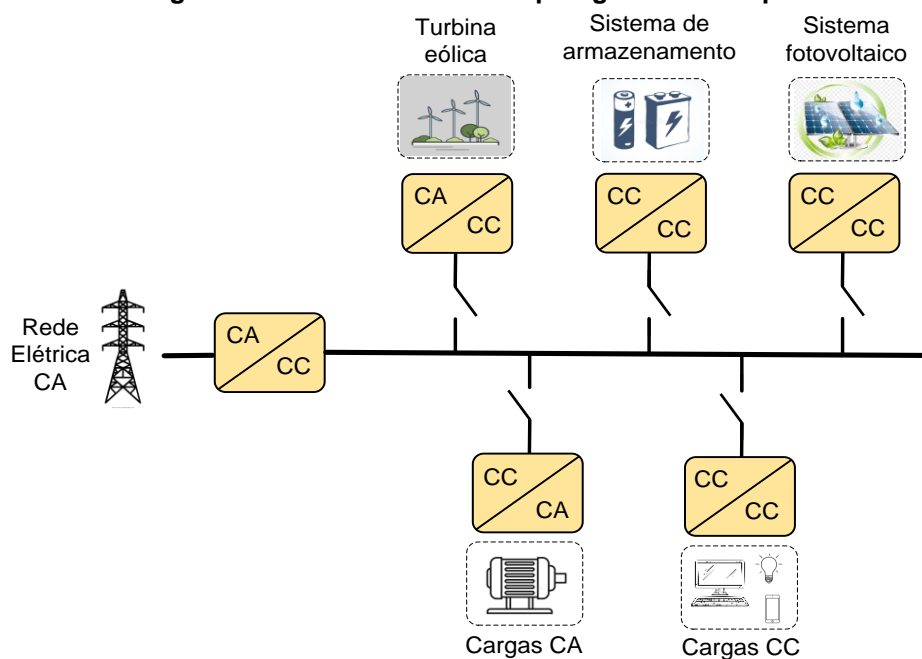 Turbina
eólica
Sistema de
armazenamento
Sistema
fotovoltaico
CA
CC
CC
CC
CC
CC
Rede
Elétrica
CA
CA
CC
CC
CA
CC
CC
Cargas CA
Cargas CC